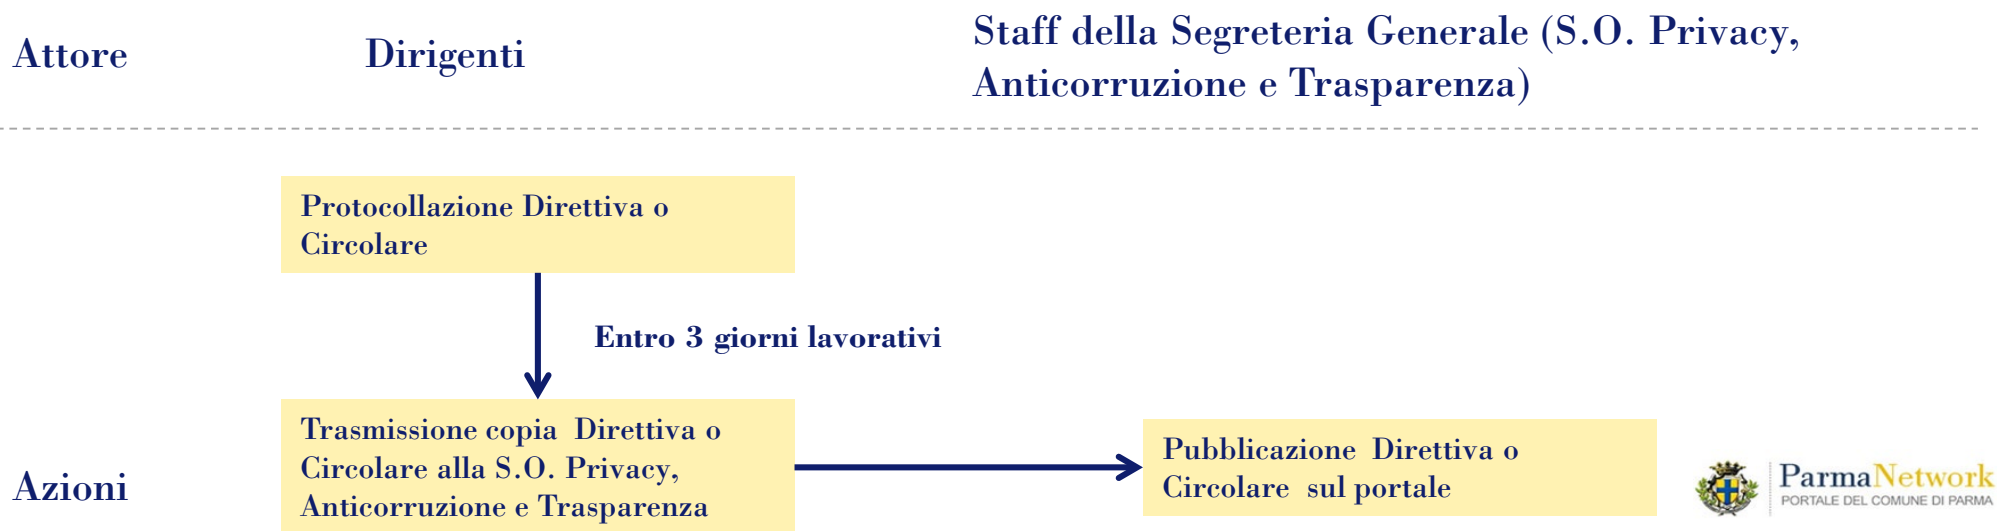 Attore
Dirigenti
Staff della Segreteria Generale (S.O. Privacy,
Anticorruzione e Trasparenza)
Protocollazione Direttiva o
Circolare
Entro 3 giorni lavorativi
Trasmissione copia Direttiva o
Circolare alla S.O. Privacy,
Anticorruzione e Trasparenza
Pubblicazione Direttiva o
Circolare sul portale
Azioni
ParmaNetwork
PORTALE DEL COMUNE DI PARMA